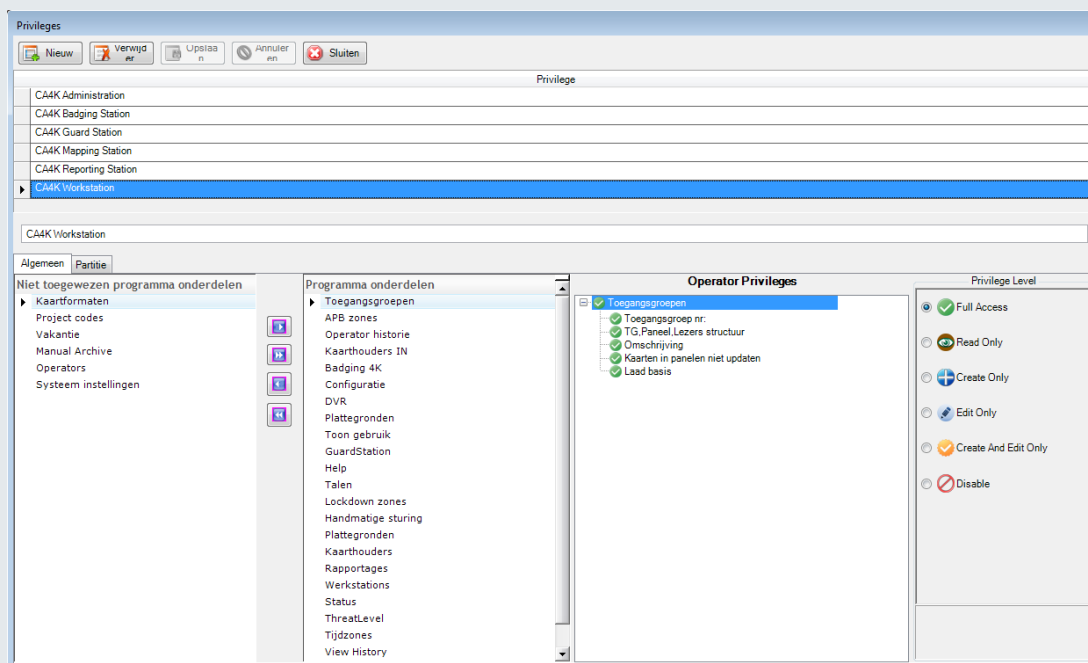 Privileges
Nieuw
Verwijd
er
Upslaa
n
Annuler
en
Sluiten
Privilege
CA4K Administration
CA4K Badging Station
CA4K Guard Station
CA4K Mapping Station
CA4K Reporting Station
CA4K Workstation
CA4K Workstation
Algemeen
Partitie
Niet toegewezen programma onderdelen
Kaartformaten
Project codes
Vakantie
Manual Archive
Operators
Systeem instellingen
Programma onderdelen
Toegangsgroepen
APB zones
Operator historie
Kaarthouders IN
Badging 4K
Configuratie
DVR
Plattegronden
Toon gebruik
GuardStation
Help
Talen
Lockdown zones
Handmatige sturing
Plattegronden
Kaarthouders
Rapportages
Werkstations
Status
ThreatLevel
Tijdzones
View History
Operator Privileges
Toegangsgroepen
Toegangsgroep nr:
TG,Paneel,Lezers structuur
Omschrijving
Kaarten in panelen niet updaten
Laad basis
Privilege Level
Full Access
Read Only
Create Only
Edit Only
Create And Edit Only
Disable